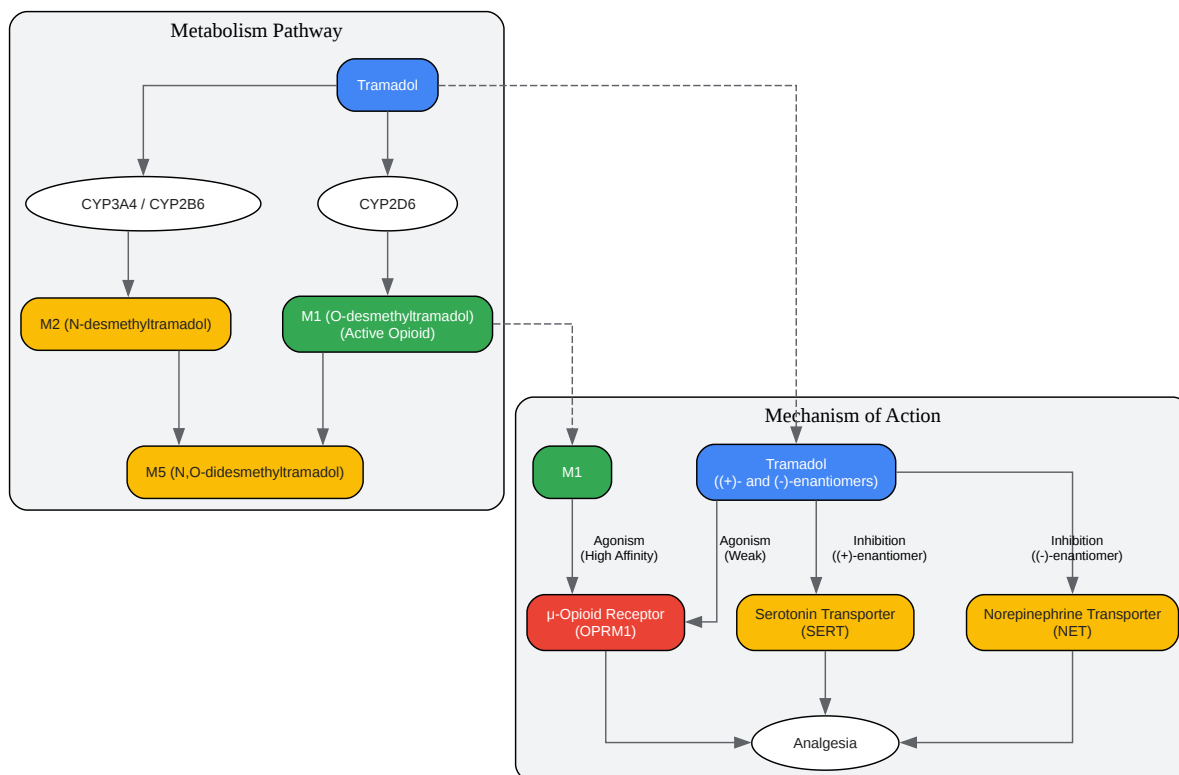 Metabolism Pathway
Tramadol
CYP3A4 / CYP2B6
CYP2D6
M2 (N-desmethyltramadol)
M1 (O-desmethyltramadol)
(Active Opioid)
M5 (N,O-didesmethyltramadol)
Mechanism of Action
M1
Tramadol
((+)- and (-)-enantiomers)
Agonism
(High Affinity)
Agonism
(Weak)
Inhibition
((+)-enantiomer)
Inhibition
((-)-enantiomer)
μ-Opioid Receptor
(OPRM1)
Serotonin Transporter
(SERT)
Norepinephrine Transporter
(NET)
Analgesia